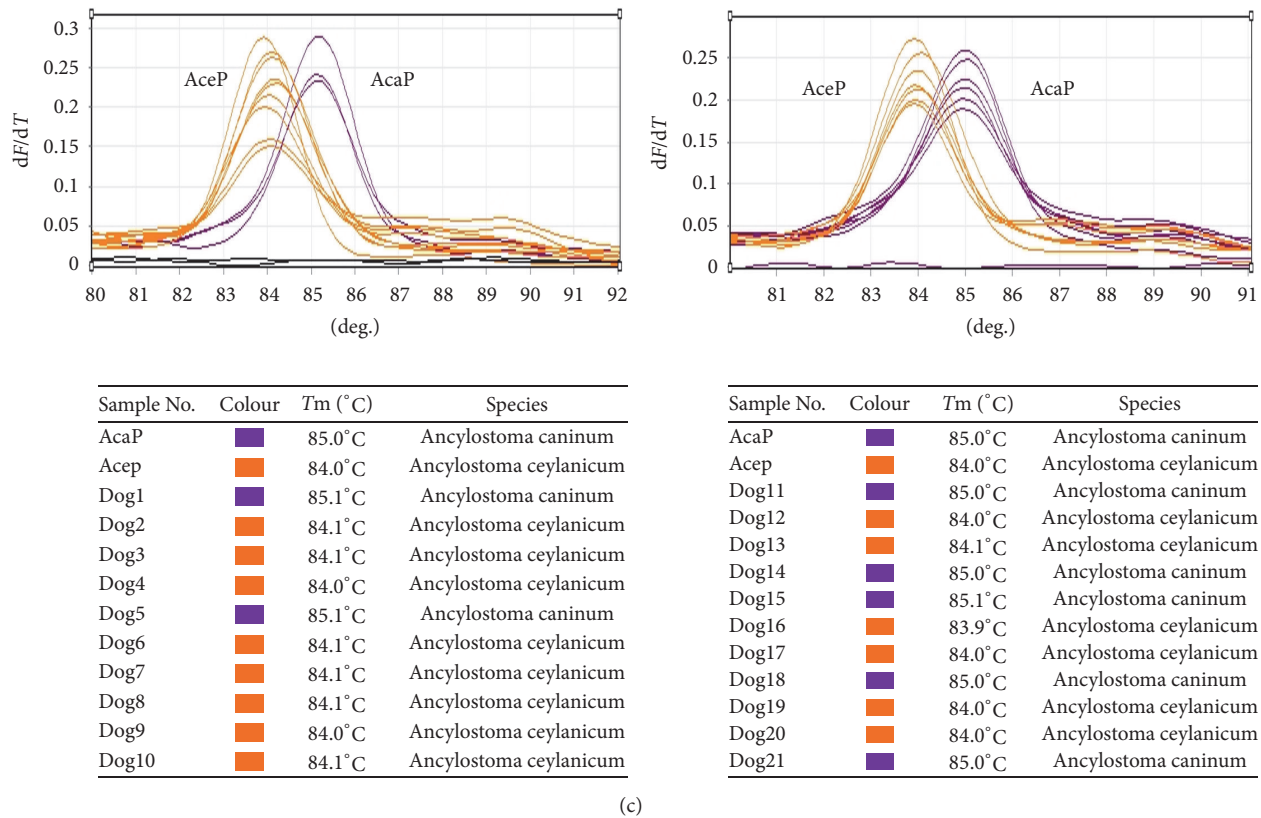 0.3
0.25
0.2
0.15
0.1
0.05
0
dF/dT
AceP
AcaP
80 81 82 83 84 85 86 87 88 89 90 91 92
(deg.)
0.25
0.2
0.15
0.1
0.05
0
dF/dT
AceP
AcaP
81 82 83 84 85 86 87 88 89 90 91
(deg.)
Sample No. Colour Tm (˚C) Species
AcaP 85.0˚C Ancylostoma caninum
Acep 84.0˚C Ancylostoma ceylanicum
Dog1 85.1˚C Ancylostoma caninum
Dog2 84.1˚C Ancylostoma ceylanicum
Dog3 84.1˚C Ancylostoma ceylanicum
Dog4 84.0˚C Ancylostoma ceylanicum
Dog5 85.1˚C Ancylostoma caninum
Dog6 84.1˚C Ancylostoma ceylanicum
Dog7 84.1˚C Ancylostoma ceylanicum
Dog8 84.1˚C Ancylostoma ceylanicum
Dog9 84.0˚C Ancylostoma ceylanicum
Dog10 84.1˚C Ancylostoma ceylanicum
Sample No. Colour Tm (˚C) Species
AcaP 85.0˚C Ancylostoma caninum
Acep 84.0˚C Ancylostoma ceylanicum
Dog11 85.0˚C Ancylostoma caninum
Dog12 84.0˚C Ancylostoma ceylanicum
Dog13 84.1˚C Ancylostoma ceylanicum
Dog14 85.0˚C Ancylostoma caninum
Dog15 85.1˚C Ancylostoma caninum
Dog16 83.9˚C Ancylostoma ceylanicum
Dog17 84.0˚C Ancylostoma ceylanicum
Dog18 85.0˚C Ancylostoma caninum
Dog19 84.0˚C Ancylostoma ceylanicum
Dog20 84.0˚C Ancylostoma ceylanicum
Dog21 85.0˚C Ancylostoma caninum
(c)